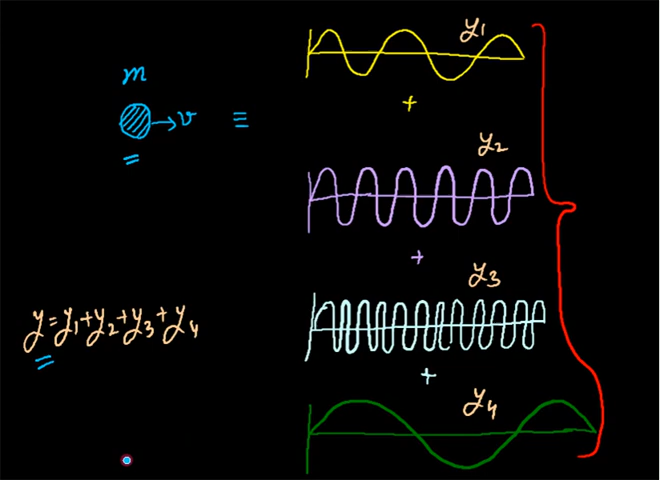 y₁
m
v ≡
+
y₂
+
y₃
y=y₁+y₂+y₃+y₄
+
y₄